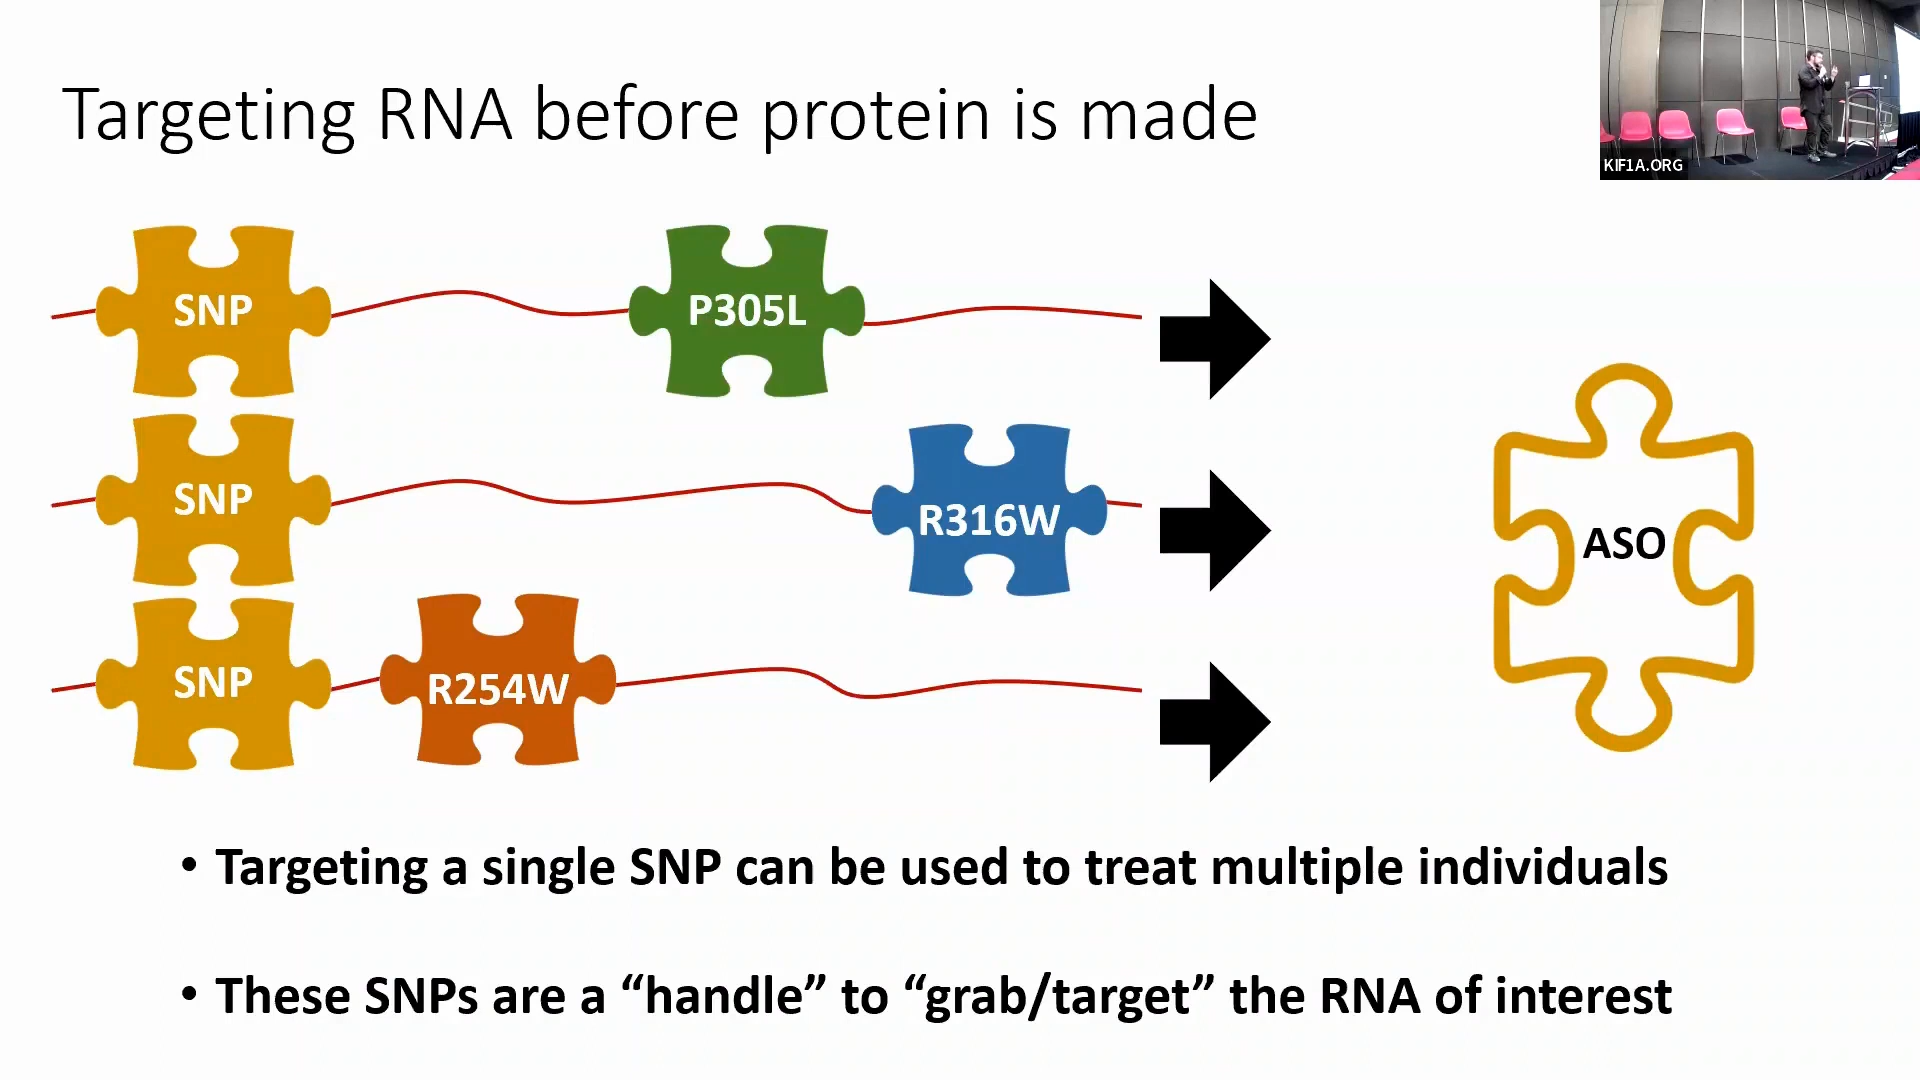 Targeting RNA before protein is made
KIF1A.ORG
SNP
P305L
SNP
R316W
SNP
R254W
ASO
• Targeting a single SNP can be used to treat multiple individuals
• These SNPs are a “handle” to “grab/target” the RNA of interest